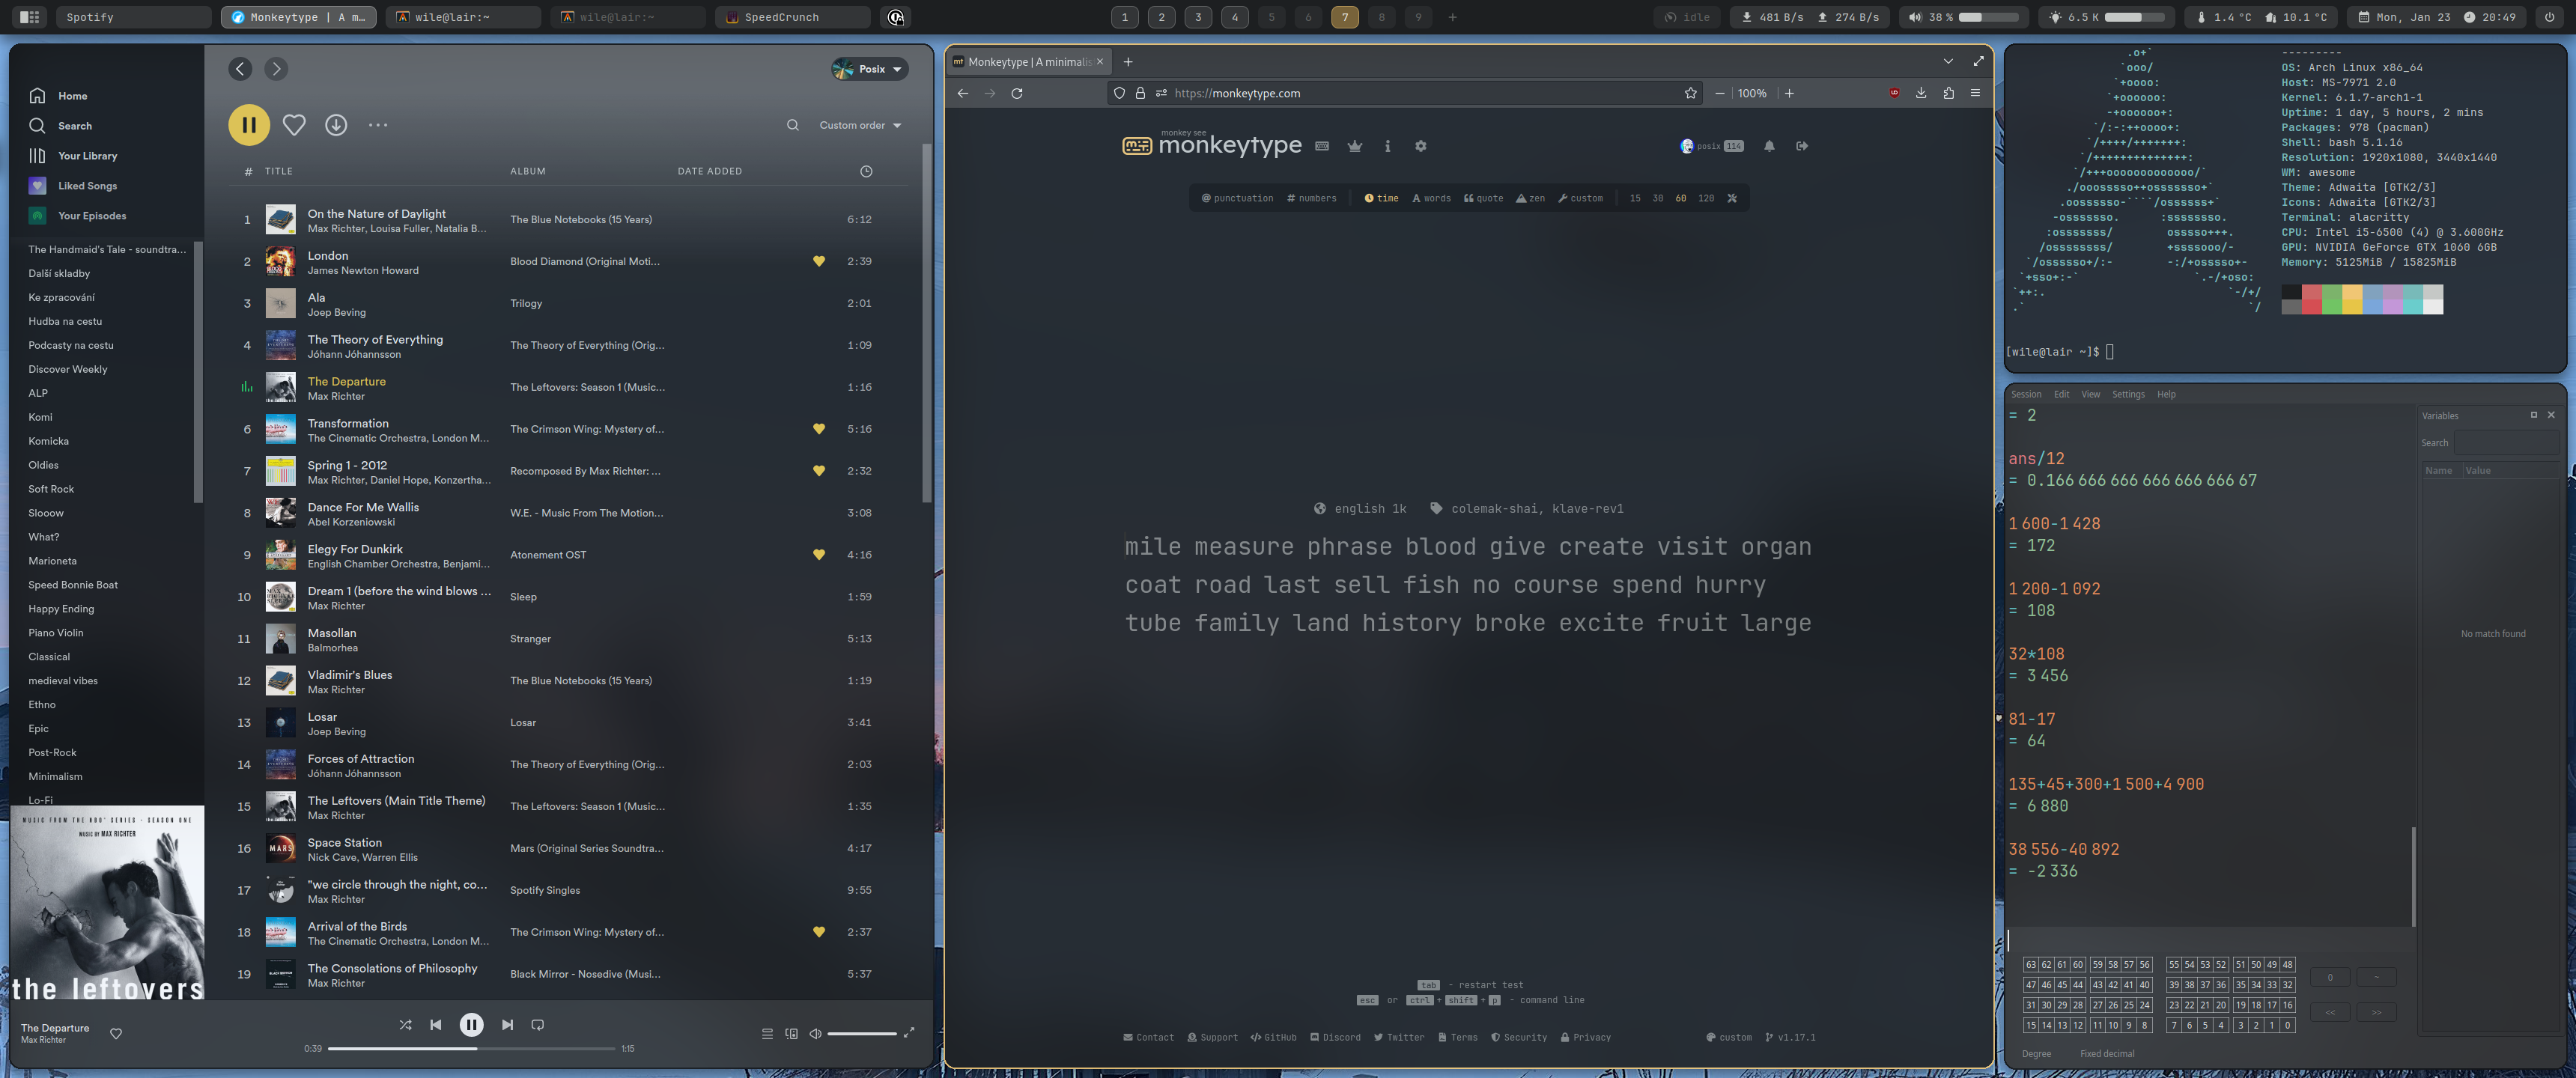 Spotify
Monkeytype | A m…
wile@lair:~
wile@lair:~
SpeedCrunch
1 2 3 4 5 6 7 8 9 +
idle
481 B/s 274 B/s
38 %
6.5 K
1.4 °C 10.1 °C
Mon, Jan 23 20:49
Home
Search
Your Library
Liked Songs
Your Episodes
The Handmaid's Tale - soundtra…
Další skladby
Ke zpracování
Hudba na cestu
Podcasty na cestu
Discover Weekly
ALP
Komi
Komicka
Oldies
Soft Rock
Slooow
What?
Marioneta
Speed Bonnie Boat
Happy Ending
Piano Violin
Classical
medieval vibes
Ethno
Epic
Post-Rock
Minimalism
Lo-Fi
MUSIC FROM THE HBO® SERIES - SEASON ONE
MUSIC BY MAX RICHTER
the leftovers
Posix
Custom order
# TITLE ALBUM DATE ADDED
1 On the Nature of Daylight The Blue Notebooks (15 Years) 6:12
Max Richter, Louisa Fuller, Natalia B…
2 London Blood Diamond (Original Moti… 2:39
James Newton Howard
3 Ala Trilogy 2:01
Joep Beving
4 The Theory of Everything The Theory of Everything (Orig… 1:09
Jóhann Jóhannsson
The Departure The Leftovers: Season 1 (Music… 1:16
Max Richter
6 Transformation The Crimson Wing: Mystery of… 5:16
The Cinematic Orchestra, London M…
7 Spring 1 - 2012 Recomposed By Max Richter: … 2:32
Max Richter, Daniel Hope, Konzertha…
8 Dance For Me Wallis W.E. - Music From The Motion… 3:08
Abel Korzeniowski
9 Elegy For Dunkirk Atonement OST 4:16
English Chamber Orchestra, Benjami…
10 Dream 1 (before the wind blows … Sleep 1:59
Max Richter
11 Masollan Stranger 5:13
Balmorhea
12 Vladimir's Blues The Blue Notebooks (15 Years) 1:19
Max Richter
13 Losar Losar 3:41
Joep Beving
14 Forces of Attraction The Theory of Everything (Orig… 2:03
Jóhann Jóhannsson
15 The Leftovers (Main Title Theme) The Leftovers: Season 1 (Music… 1:35
Max Richter
16 Space Station Mars (Original Series Soundtra… 4:17
Nick Cave, Warren Ellis
17 "we circle through the night, co… Spotify Singles 9:55
Max Richter
18 Arrival of the Birds The Crimson Wing: Mystery of… 2:37
The Cinematic Orchestra, London M…
19 The Consolations of Philosophy Black Mirror - Nosedive (Musi… 5:37
Max Richter
The Departure
Max Richter
0:39 1:15
mt Monkeytype | A minimalis
https://monkeytype.com
100%
monkey see
monkeytype
posix 114
@ punctuation # numbers time A words quote zen custom 15 30 60 120
english 1k colemak-shai, klave-rev1
mile measure phrase blood give create visit organ
coat road last sell fish no course spend hurry
tube family land history broke excite fruit large
tab - restart test
esc or ctrl + shift + p - command line
Contact Support GitHub Discord Twitter Terms Security Privacy
custom v1.17.1
---------
OS: Arch Linux x86_64
Host: MS-7971 2.0
Kernel: 6.1.7-arch1-1
Uptime: 1 day, 5 hours, 2 mins
Packages: 978 (pacman)
Shell: bash 5.1.16
Resolution: 1920x1080, 3440x1440
WM: awesome
Theme: Adwaita [GTK2/3]
Icons: Adwaita [GTK2/3]
Terminal: alacritty
CPU: Intel i5-6500 (4) @ 3.600GHz
GPU: NVIDIA GeForce GTX 1060 6GB
Memory: 5125MiB / 15825MiB
[wile@lair ~]$
Session Edit View Settings Help
= 2
ans/12
= 0.166 666 666 666 666 666 67
1 600-1 428
= 172
1 200-1 092
= 108
32*108
= 3 456
81-17
= 64
135+45+300+1 500+4 900
= 6 880
38 556-40 892
= -2 336
Variables
Search
Name Value
No match found
63 62 61 60 59 58 57 56 55 54 53 52 51 50 49 48
47 46 45 44 43 42 41 40 39 38 37 36 35 34 33 32
31 30 29 28 27 26 25 24 23 22 21 20 19 18 17 16
15 14 13 12 11 10 9 8 7 6 5 4 3 2 1 0
0 ~
<< >>
Degree Fixed decimal